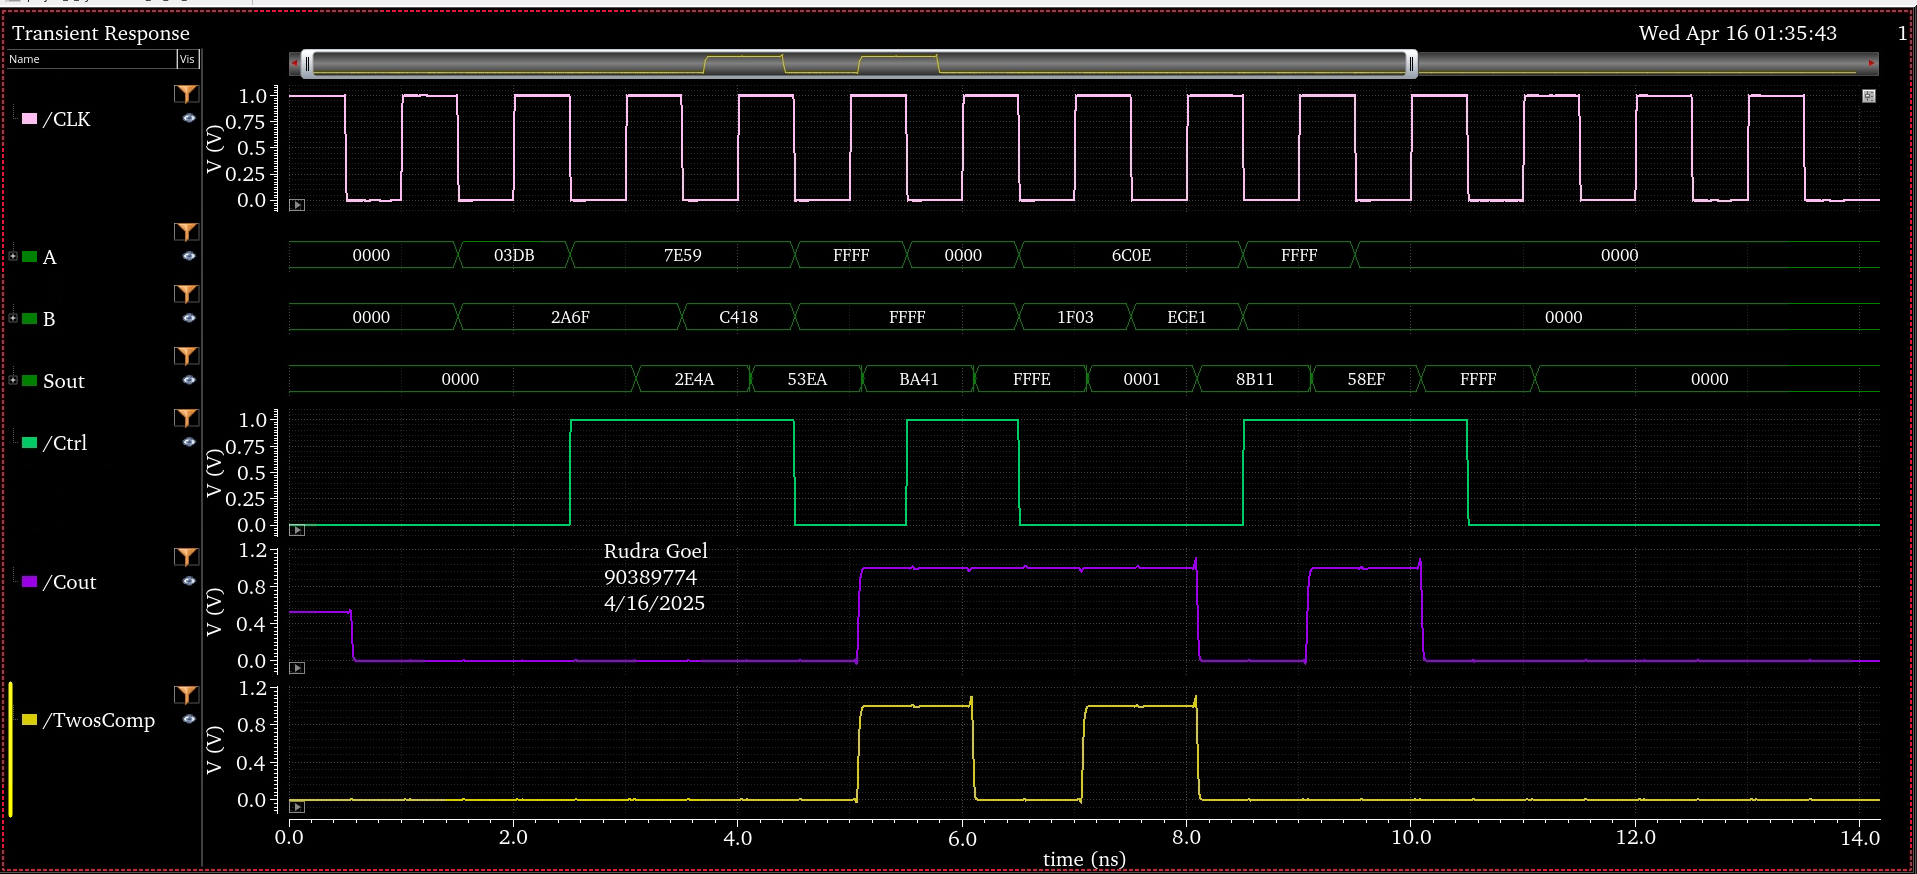 Transient Response
Wed Apr 16 01:35:43 1
Name Vis
/CLK
V (V)
1.0
0.75
0.5
0.25
0.0
A
0000 03DB 7E59 FFFF 0000 6C0E FFFF 0000
B
0000 2A6F C418 FFFF 1F03 ECE1 0000
Sout
0000 2E4A 53EA BA41 FFFE 0001 8B11 58EF FFFF 0000
/Ctrl
V (V)
1.0
0.75
0.5
0.25
0.0
/Cout
V (V)
1.2
0.8
0.4
0.0
Rudra Goel
90389774
4/16/2025
/TwosComp
V (V)
1.2
0.8
0.4
0.0
0.0 2.0 4.0 6.0 8.0 10.0 12.0 14.0
time (ns)